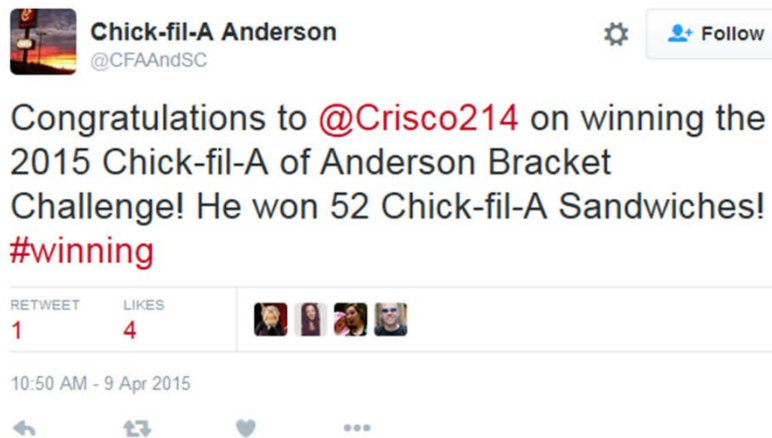 Chick-fil-A Anderson
@CFAAndSC
Follow
Congratulations to @Crisco214 on winning the
2015 Chick-fil-A of Anderson Bracket
Challenge! He won 52 Chick-fil-A Sandwiches!
#winning
RETWEET LIKES
1 4
10:50 AM - 9 Apr 2015